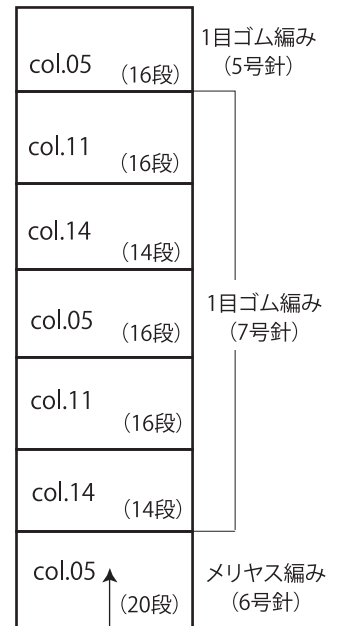 1目ゴム編み
(5号針)
col.05 (16段)
col.11 (16段)
col.14 (14段)
col.05 (16段)
1目ゴム編み
(7号針)
col.11 (16段)
col.14 (14段)
col.05 (20段)
メリヤス編み
(6号針)